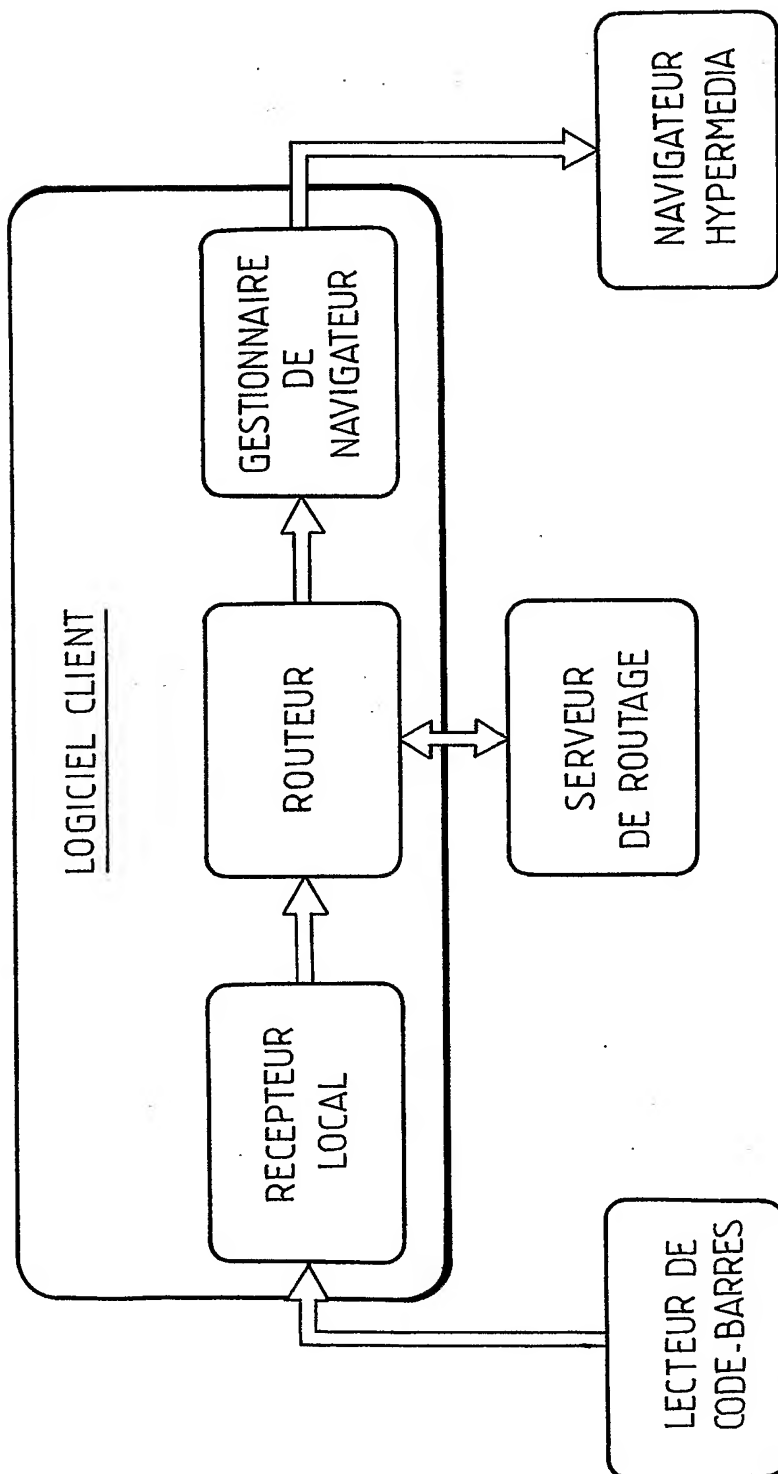 LOGICIEL CLIENT
RECEPTEUR
LOCAL
ROUTEUR
GESTIONNAIRE
DE
NAVIGATEUR
LECTEUR DE
CODE-BARRES
SERVEUR
DE ROUTAGE
NAVIGATEUR
HYPERMEDIA